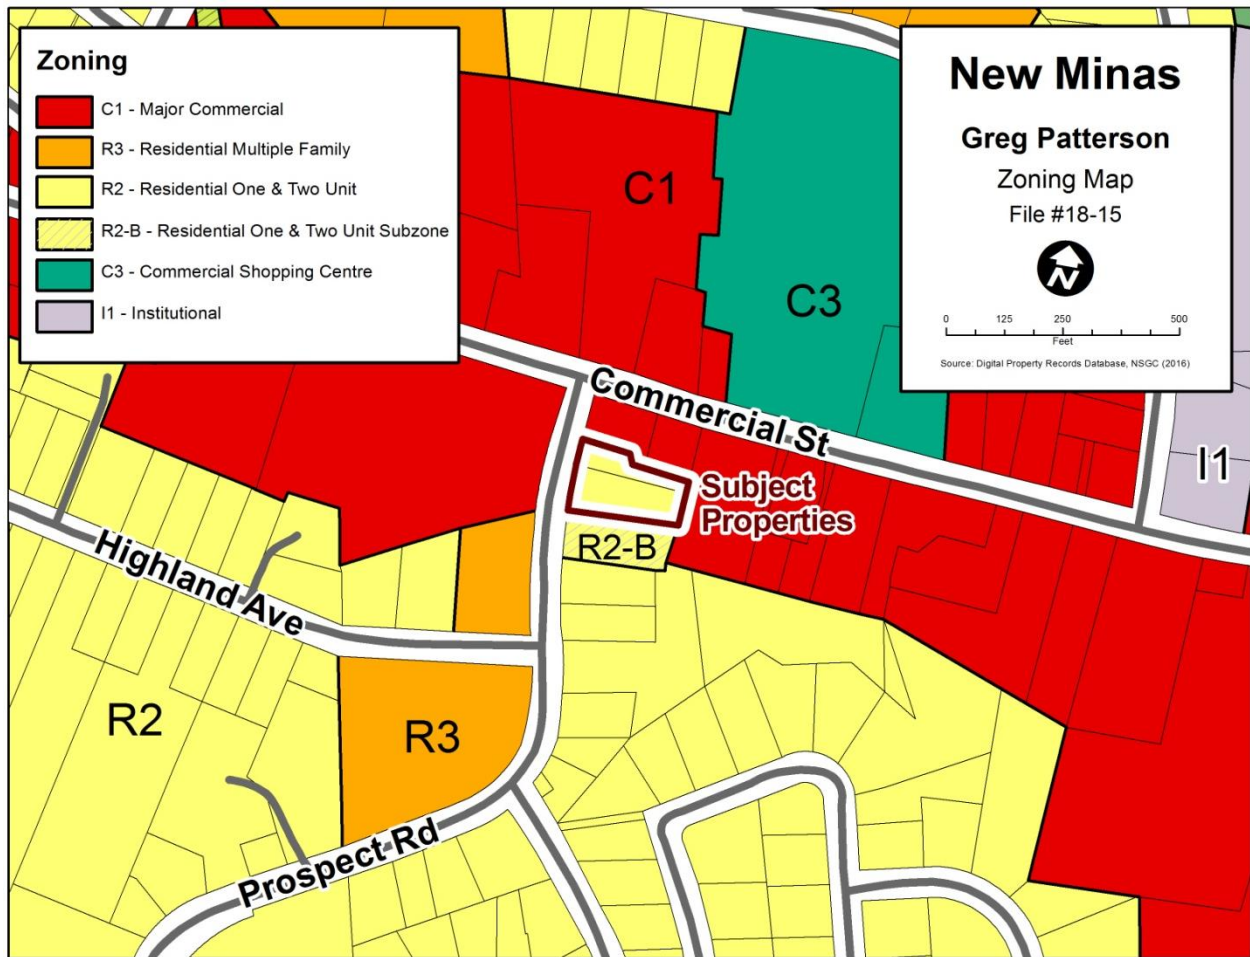 Zoning
C1 - Major Commercial
R3 - Residential Multiple Family
R2 - Residential One & Two Unit
R2-B - Residential One & Two Unit Subzone
C3 - Commercial Shopping Centre
I1 - Institutional
New Minas
Greg Patterson
Zoning Map
File #18-15
N
0 125 250 500
Feet
Source: Digital Property Records Database, NSGC (2016)
C1
C3
Commercial St
I1
Subject
Properties
R2-B
Highland Ave
R2
R3
Prospect Rd